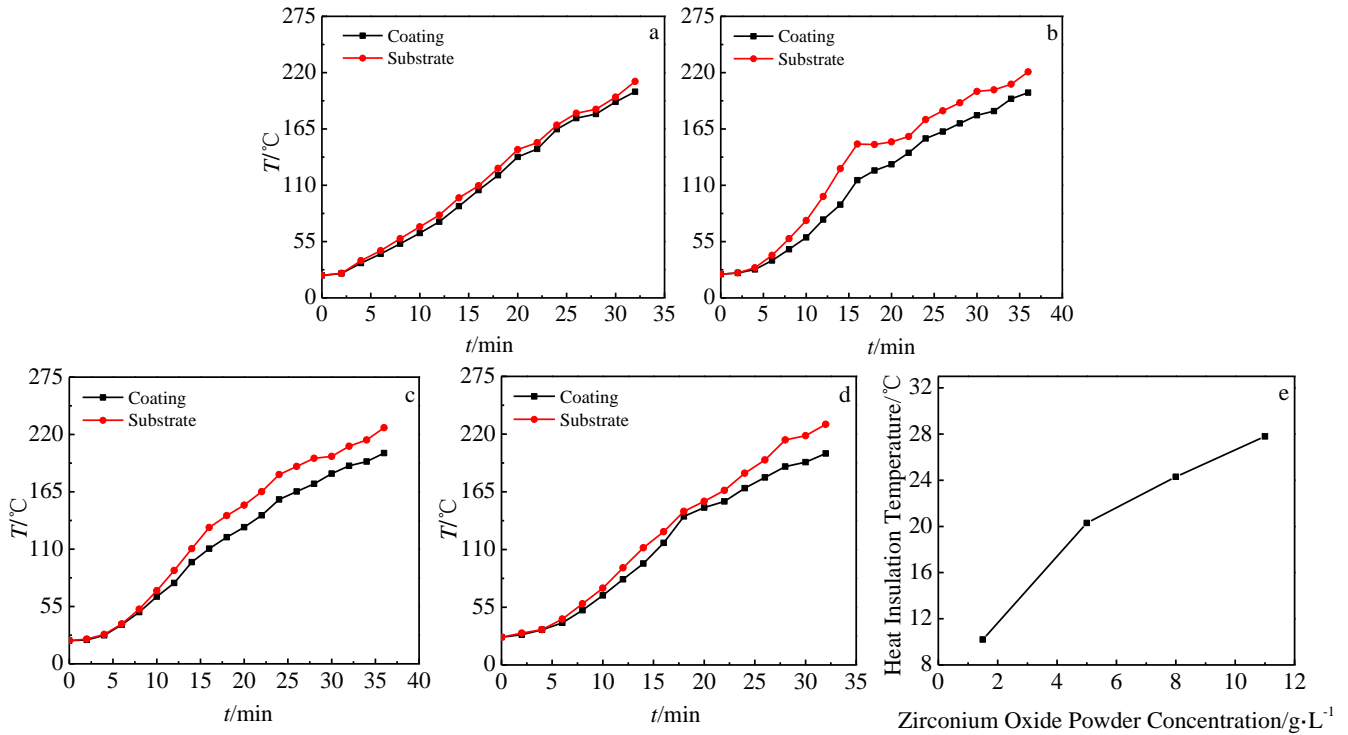 275
220
165
110
55
0
T/℃
Coating
Substrate
a
0 5 10 15 20 25 30 35
t/min
275
220
165
110
55
0
T/℃
Coating
Substrate
b
0 5 10 15 20 25 30 35 40
t/min
275
220
165
110
55
0
T/℃
Coating
Substrate
c
0 5 10 15 20 25 30 35 40
t/min
275
220
165
110
55
0
T/℃
Coating
Substrate
d
0 5 10 15 20 25 30 35
t/min
32
28
24
20
16
12
8
Heat Insulation Temperature/℃
e
0 2 4 6 8 10 12
Zirconium Oxide Powder Concentration/g·L⁻¹